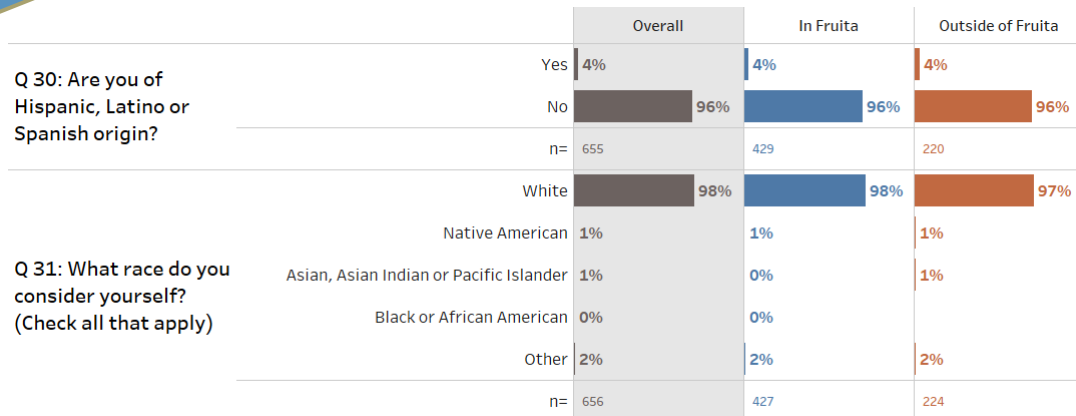 Overall In Fruita Outside of Fruita
Q 30: Are you of
Hispanic, Latino or
Spanish origin?
Yes 4% 4% 4%
No 96% 96% 96%
n= 655 429 220
Q 31: What race do you
consider yourself?
(Check all that apply)
White 98% 98% 97%
Native American 1% 1% 1%
Asian, Asian Indian or Pacific Islander 1% 0% 1%
Black or African American 0% 0%
Other 2% 2% 2%
n= 656 427 224